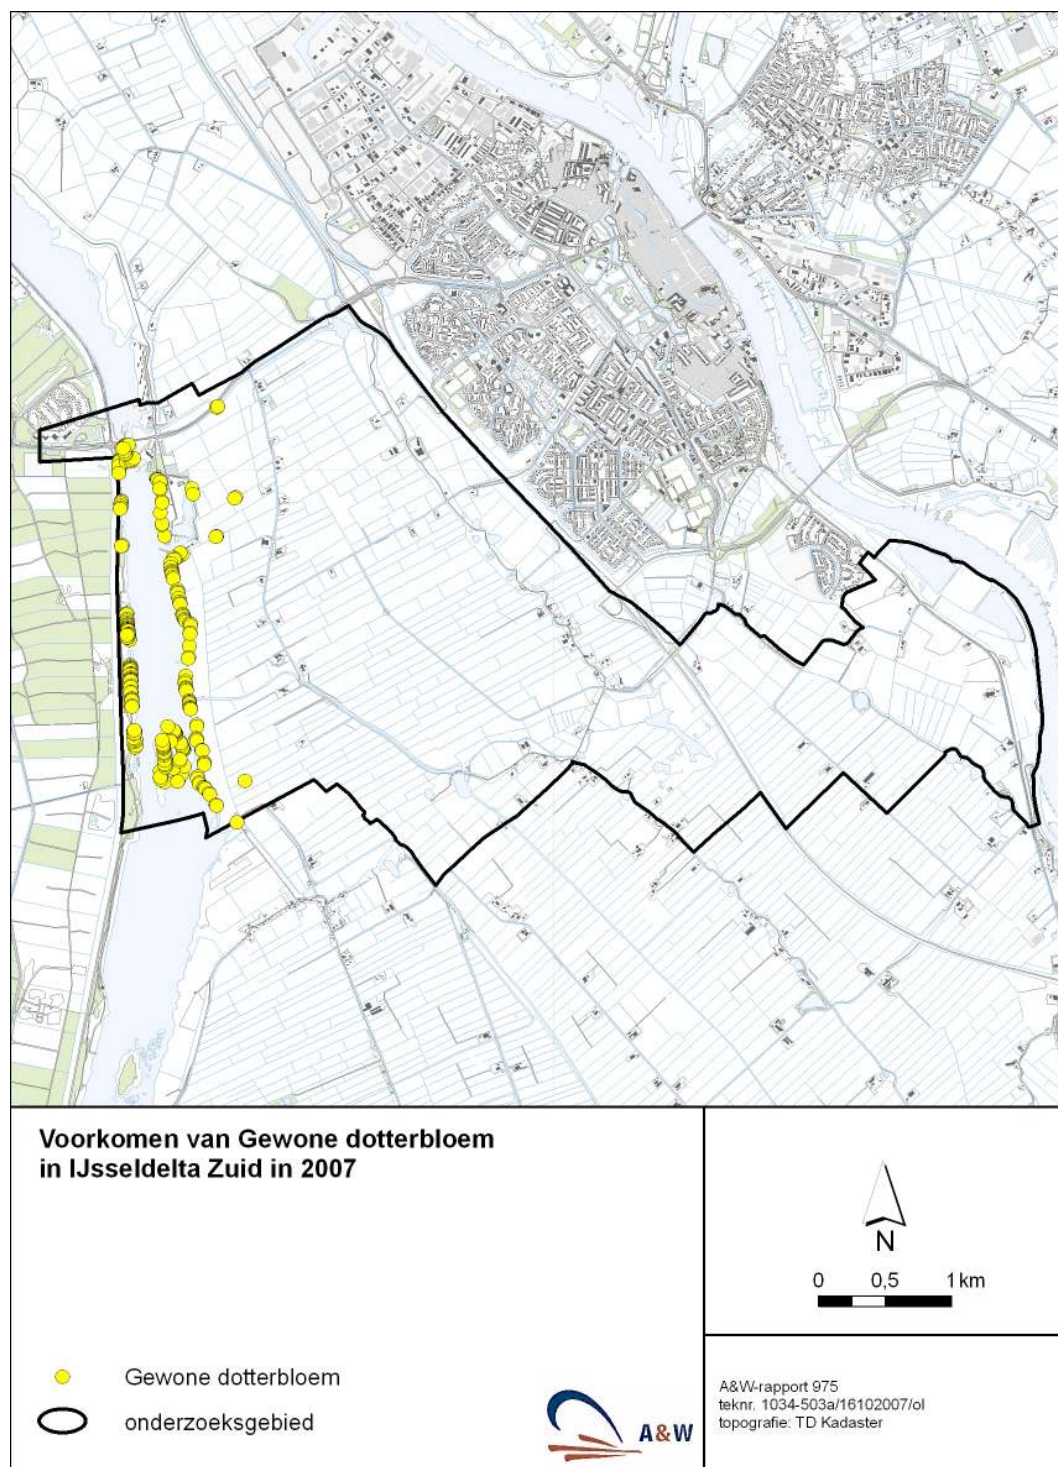 Voorkomen van Gewone dotterbloem
in IJsseldelta Zuid in 2007
Gewone dotterbloem
onderzoeksgebied
A&W
N
0 0,5 1 km
A&W-rapport 975
teknr. 1034-503a/16102007/ol
topografie: TD Kadaster